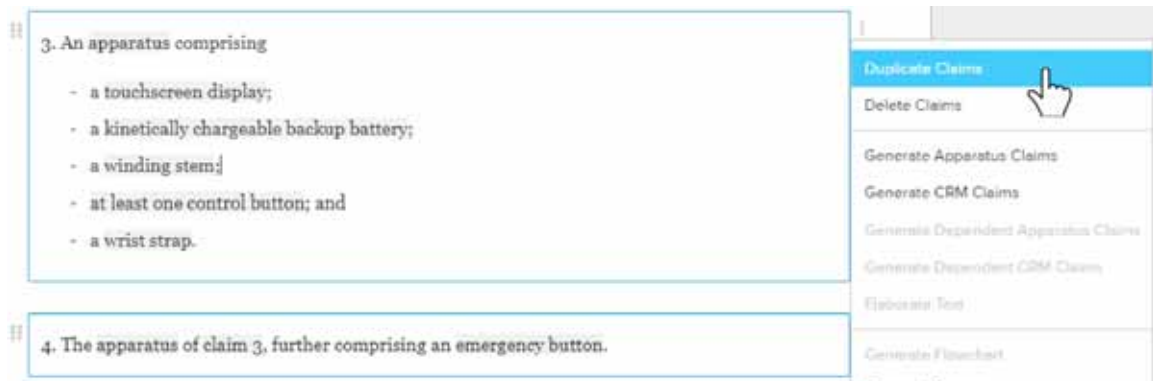 3. An apparatus comprising
- a touchscreen display;
- a kinetically chargeable backup battery;
- a winding stem;
- at least one control button; and
- a wrist strap.
4. The apparatus of claim 3, further comprising an emergency button.
Duplicate Claims
Delete Claims
Generate Apparatus Claims
Generate CRM Claims
Generate Dependent Apparatus Claims
Generate Dependent CRM Claims
Elaborate Text
Generate Flowchart